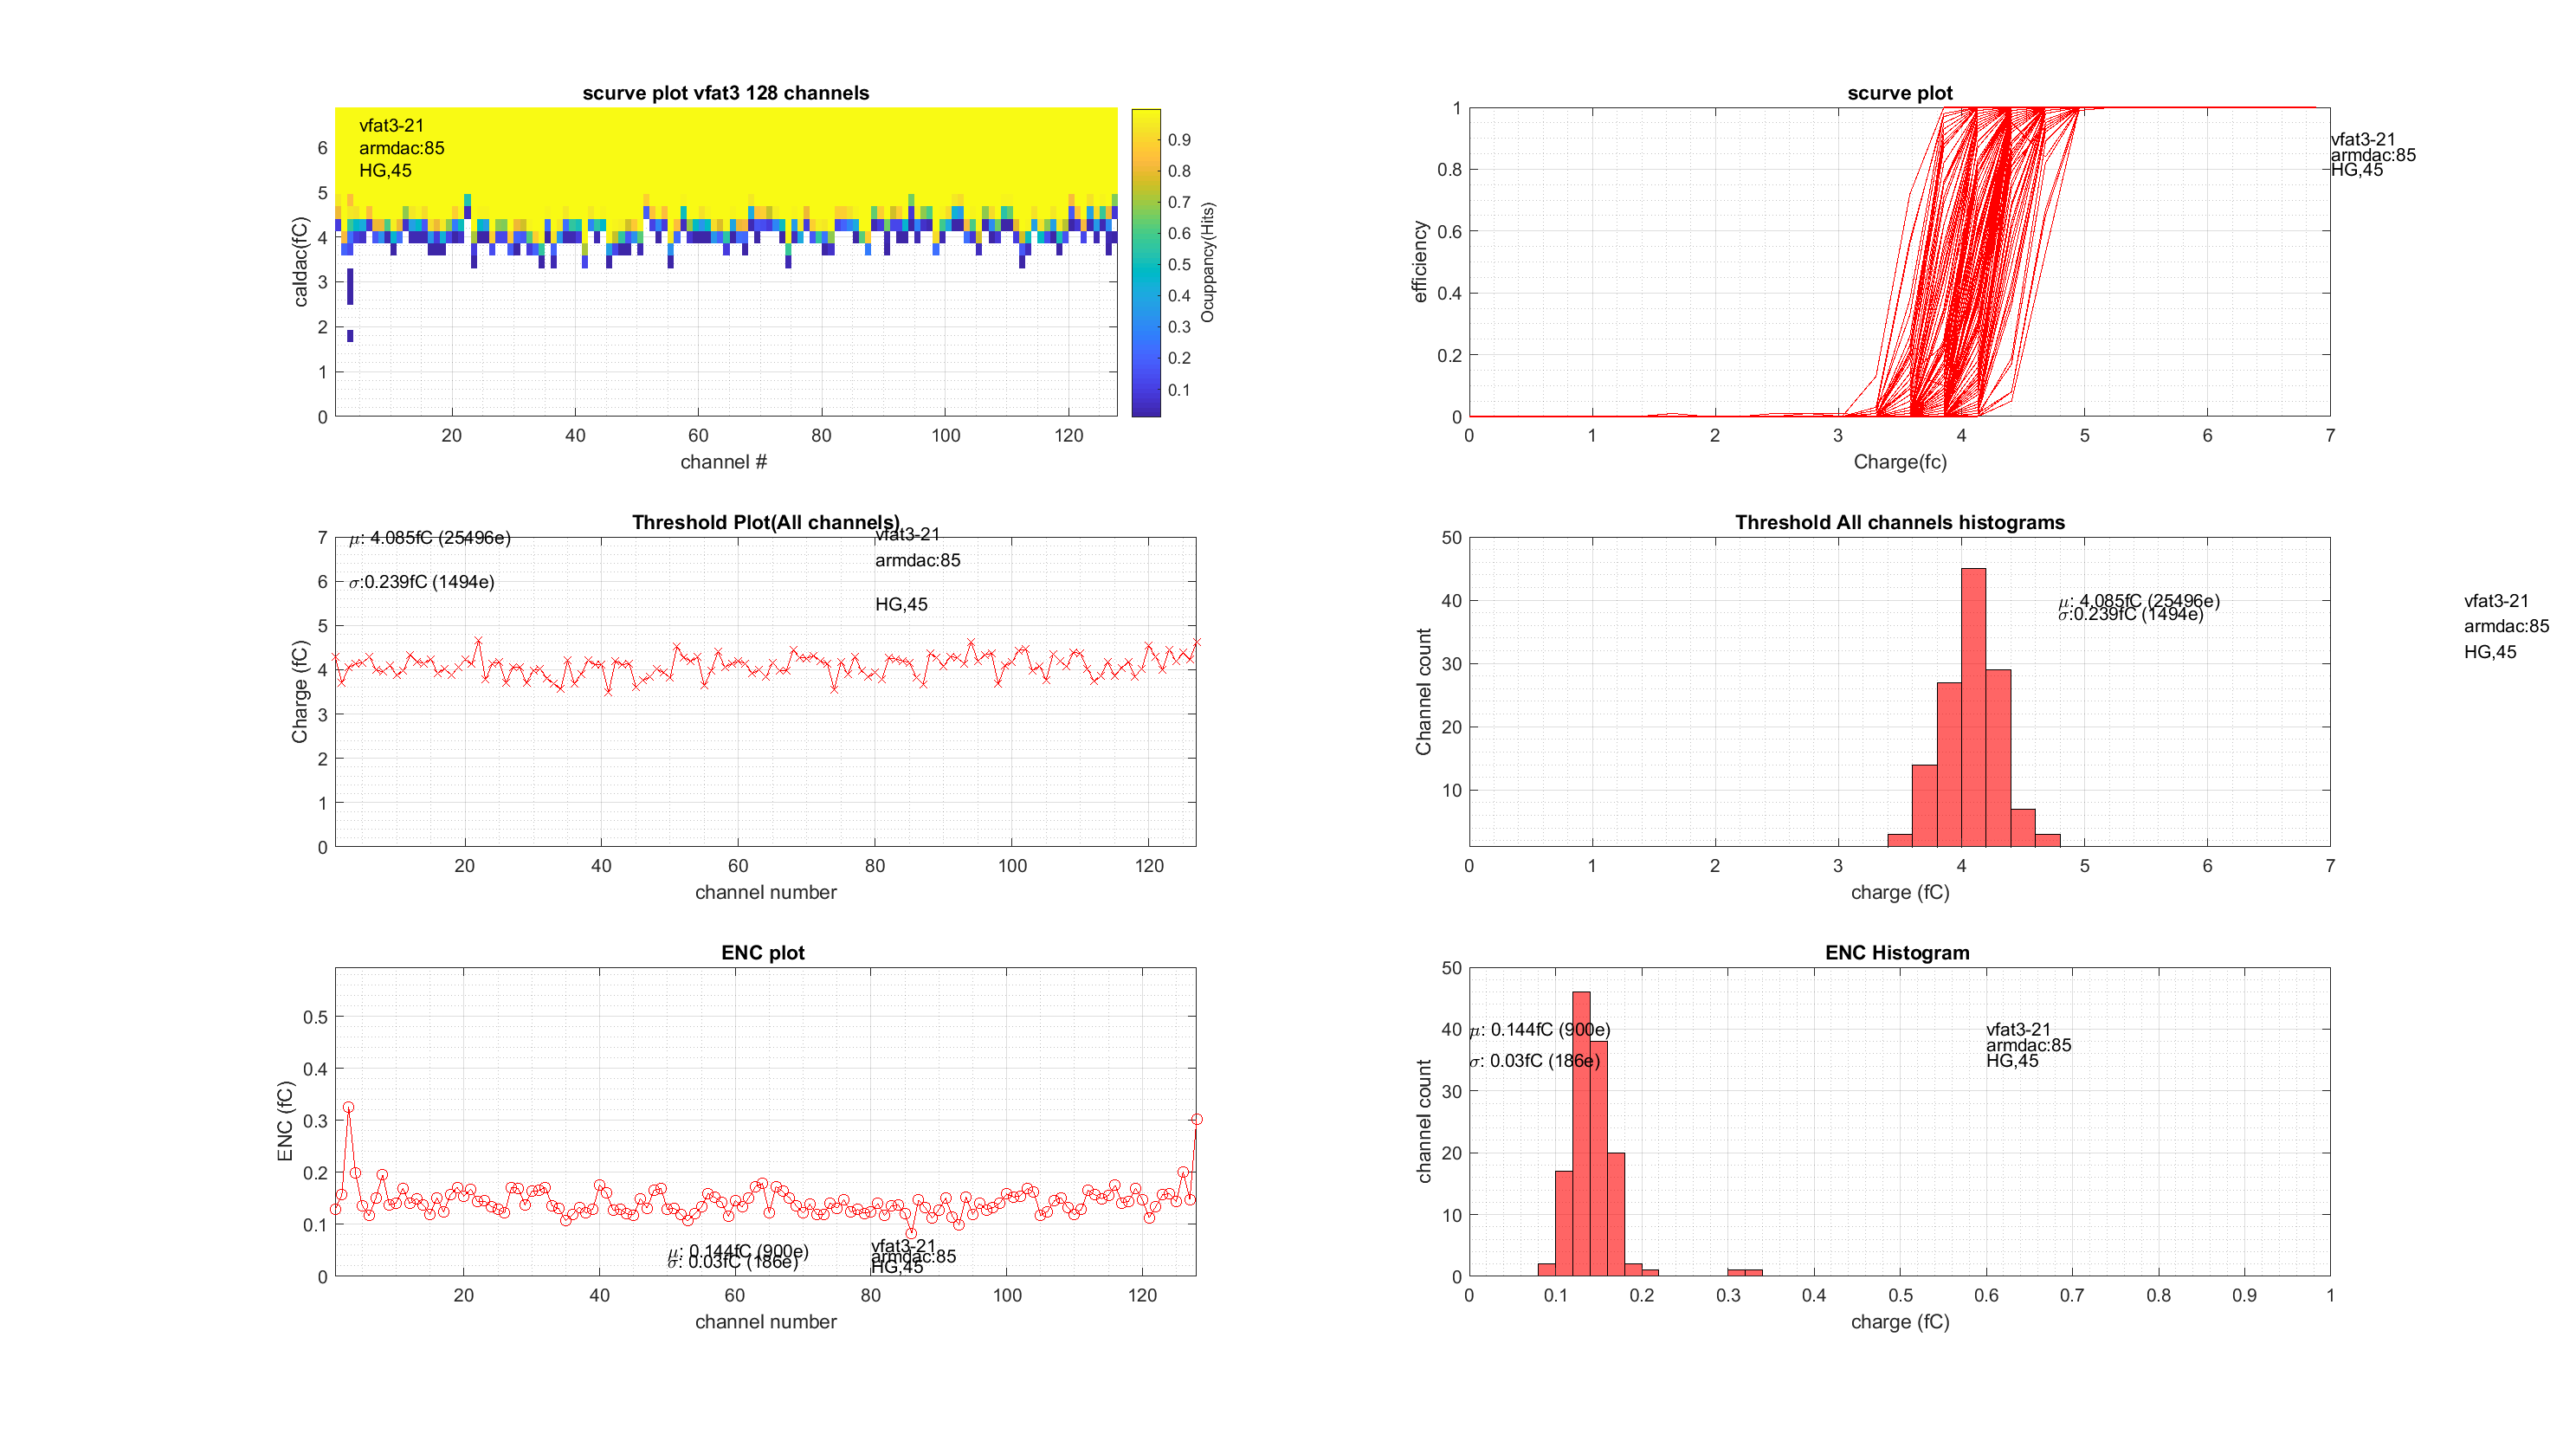 scurve plot vfat3 128 channels
vfat3-21
armdac:85
HG,45
caldac(fC)
6
5
4
3
2
1
0
20 40 60 80 100 120
channel #
0.9
0.8
0.7
0.6
0.5
0.4
0.3
0.2
0.1
Ocuppancy(Hits)
scurve plot
vfat3-21
armdac:85
HG,45
efficiency
1
0.8
0.6
0.4
0.2
0
0 1 2 3 4 5 6 7
Charge(fc)
Threshold Plot(All channels)
μ: 4.085fC (25496e)
σ:0.239fC (1494e)
vfat3-21
armdac:85
HG,45
Charge (fC)
7
6
5
4
3
2
1
0
20 40 60 80 100 120
channel number
Threshold All channels histograms
μ: 4.085fC (25496e)
σ:0.239fC (1494e)
vfat3-21
armdac:85
HG,45
Channel count
50
40
30
20
10
0 1 2 3 4 5 6 7
charge (fC)
ENC plot
ENC (fC)
0.5
0.4
0.3
0.2
0.1
0
μ: 0.144fC (900e)
σ: 0.03fC (186e)
vfat3-21
armdac:85
HG,45
20 40 60 80 100 120
channel number
ENC Histogram
μ: 0.144fC (900e)
σ: 0.03fC (186e)
vfat3-21
armdac:85
HG,45
channel count
50
40
30
20
10
0
0 0.1 0.2 0.3 0.4 0.5 0.6 0.7 0.8 0.9 1
charge (fC)